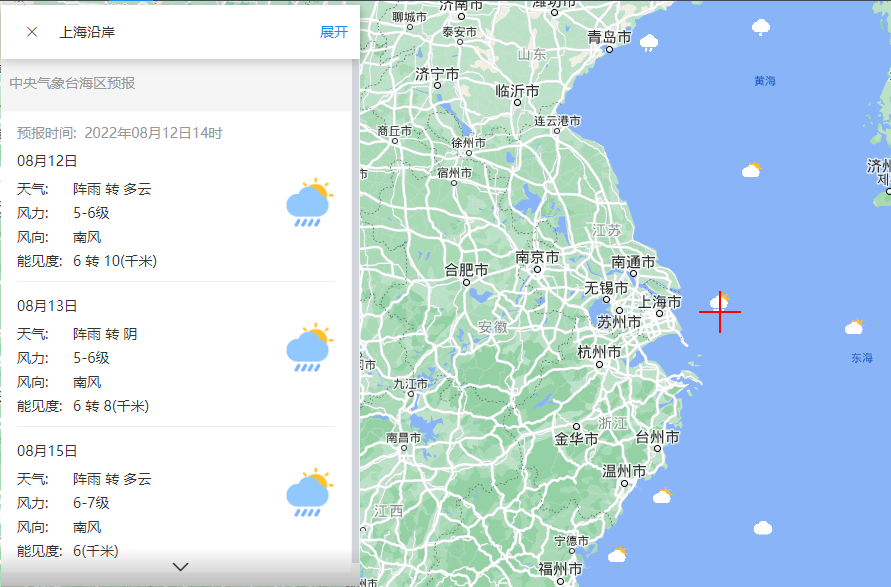 上海沿岸
展开
中央气象台海区预报
预报时间: 2022年08月12日14时
08月12日
天气: 阵雨 转 多云
风力: 5-6级
风向: 南风
能见度: 6 转 10(千米)
08月13日
天气: 阵雨 转 阴
风力: 5-6级
风向: 南风
能见度: 6 转 8(千米)
08月15日
天气: 阵雨 转 多云
风力: 6-7级
风向: 南风
能见度: 6(千米)
济南市
潍坊市
聊城市
泰安市
青岛市
山东
黄海
济宁市
临沂市
连云港市
商丘市
徐州市
宿州市
济州
제
江苏
南京市
南通市
合肥市
无锡市
上海市
苏州市
安徽
杭州市
东海
九江市
浙江
南昌市
金华市
台州市
温州市
江西
宁德市
福州市